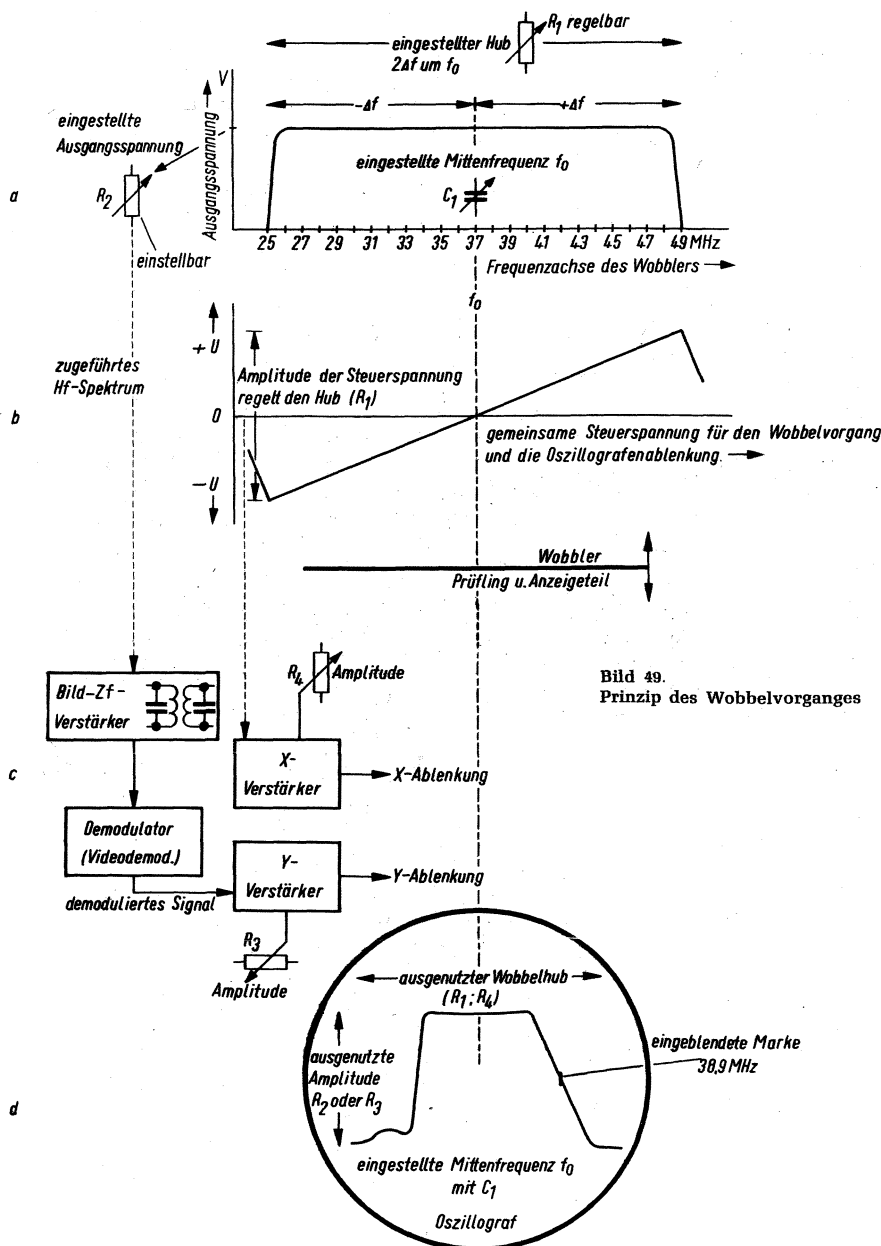 R1 regelbar
eingestellter Hub
2Δf um f0
V
Ausgangsspannung
-Δf
+Δf
eingestellte
Ausgangsspannung
eingestellte Mittenfrequenz f0
R2
C1
a
einstellbar
25 27 29 31 33 35 37 39 41 43 45 47 49 MHz
Frequenzachse des Wobblers
f0
+ U
zugeführtes
Hf-Spektrum
Amplitude der Steuerspannung
regelt den Hub (R1)
b
0
gemeinsame Steuerspannung für den Wobbelvorgang
und die Oszillografenablenkung.
- U
Wobbler
Prüfling u. Anzeigeteil
R4 Amplitude
Bild 49.
Prinzip des Wobbelvorganges
Bild-Zf-
Verstärker
c
X-
Verstärker
X-Ablenkung
Demodulator
(Videodemod.)
Y-
Verstärker
Y-Ablenkung
demoduliertes Signal
R3
Amplitude
ausgenutzter Wobbelhub
(R1; R4)
eingeblendete Marke
38,9 MHz
ausgenutzte
Amplitude
R2 oder R3
d
eingestellte Mittenfrequenz f0
mit C1
Oszillograf